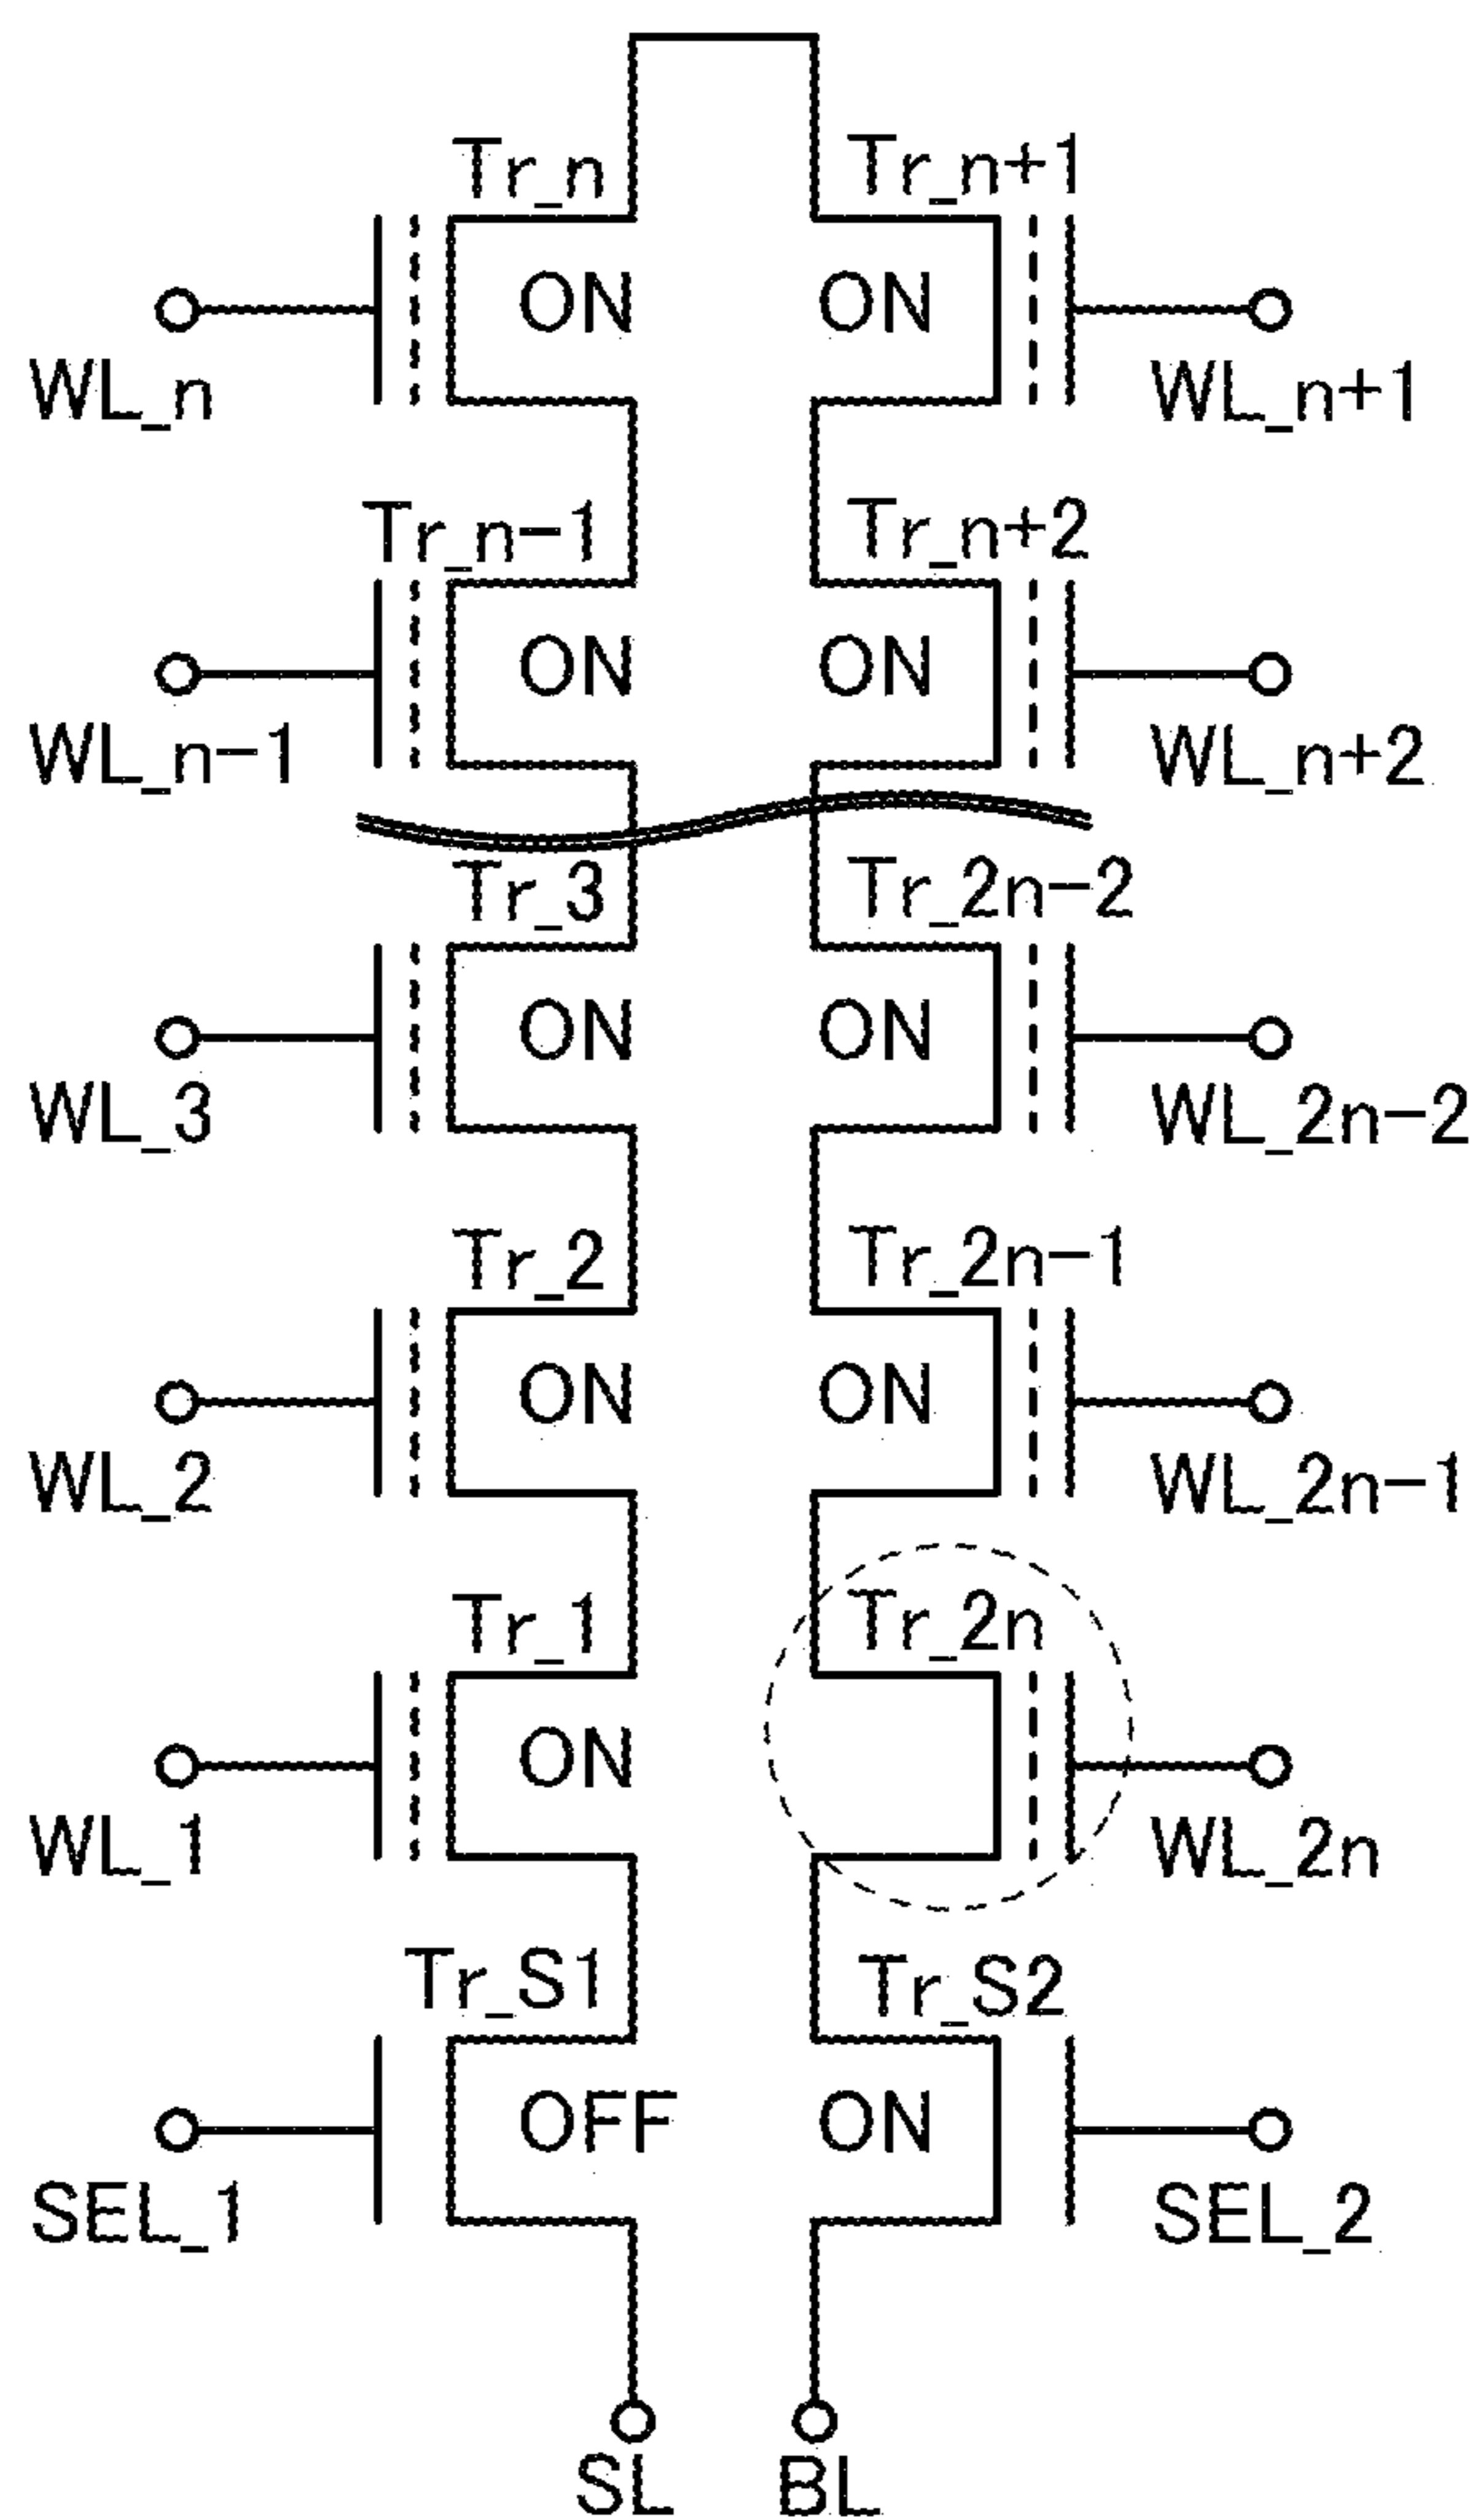 Tr_n Tr_n+1
ON ON
WL_n WL_n+1
Tr_n-1 Tr_n+2
ON ON
WL_n-1 WL_n+2
Tr_3 Tr_2n-2
ON ON
WL_3 WL_2n-2
Tr_2 Tr_2n-1
ON ON
WL_2 WL_2n-1
Tr_1 Tr_2n
ON
WL_1 WL_2n
Tr_S1 Tr_S2
OFF ON
SEL_1 SEL_2
SL BL